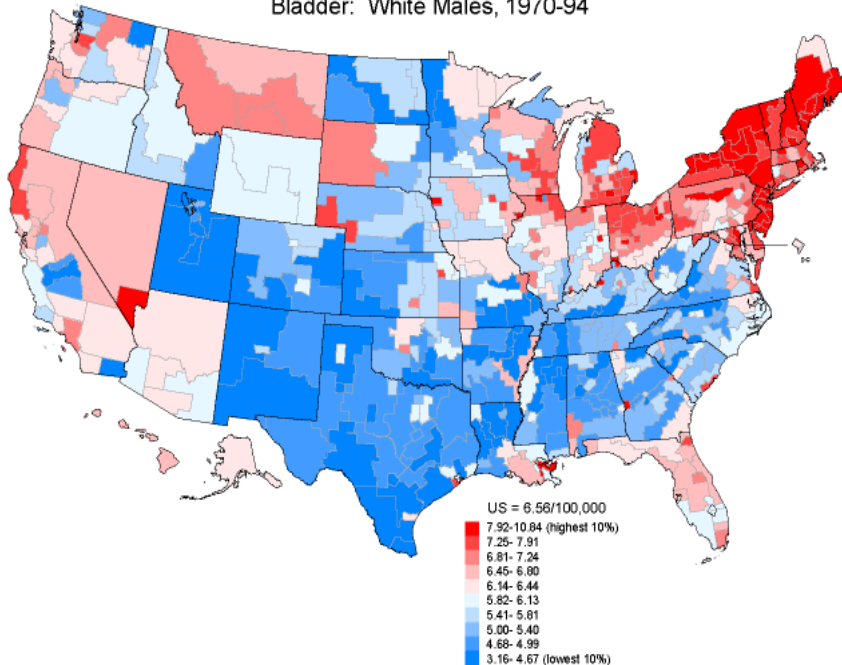 Bladder: White Males, 1970-94
D·C
US = 6.56/100,000
7.92-10.84 (highest 10%)
7.25- 7.91
6.81- 7.24
6.45- 6.80
6.14- 6.44
5.82- 6.13
5.41- 5.81
5.00- 5.40
4.68- 4.99
3.16- 4.67 (lowest 10%)